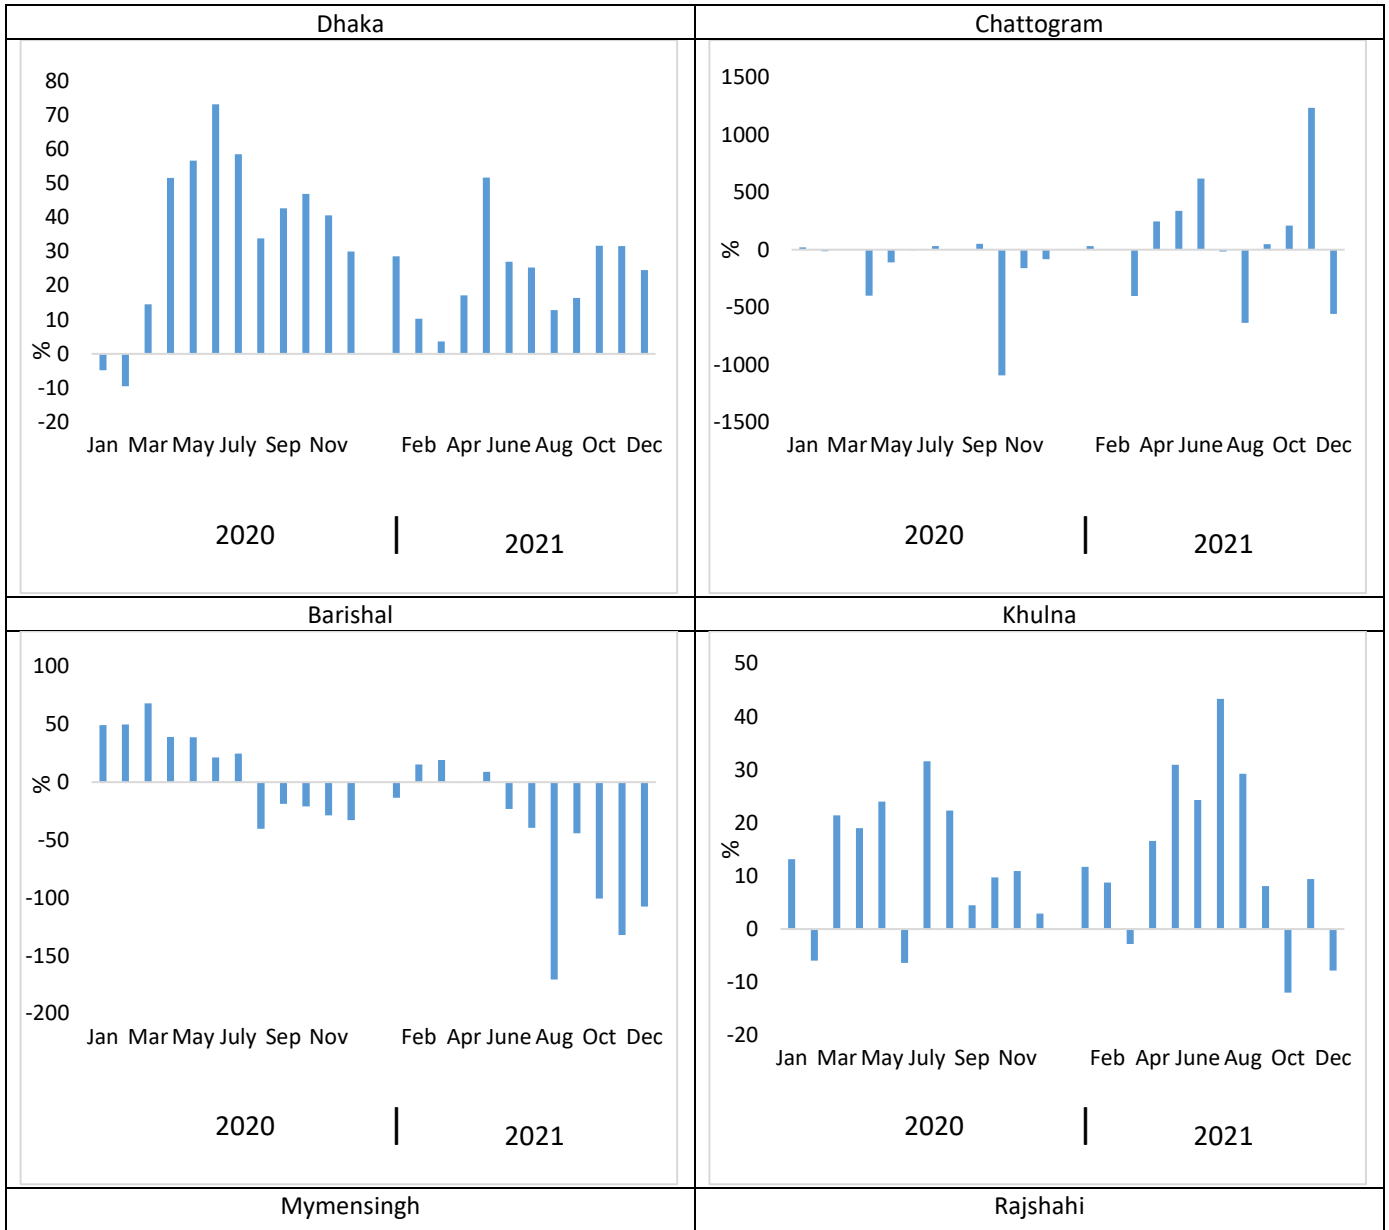 Dhaka
Chattogram
80
70
60
50
40
30
20
10
0
-10
-20
%
Jan Mar May July Sep Nov Feb Apr June Aug Oct Dec
2020 | 2021
1500
1000
500
0
-500
-1000
-1500
%
Jan Mar May July Sep Nov Feb Apr June Aug Oct Dec
2020 | 2021
Barishal
Khulna
100
50
0
-50
-100
-150
-200
%
Jan Mar May July Sep Nov Feb Apr June Aug Oct Dec
2020 | 2021
50
40
30
20
10
0
-10
-20
%
Jan Mar May July Sep Nov Feb Apr June Aug Oct Dec
2020 | 2021
Mymensingh
Rajshahi